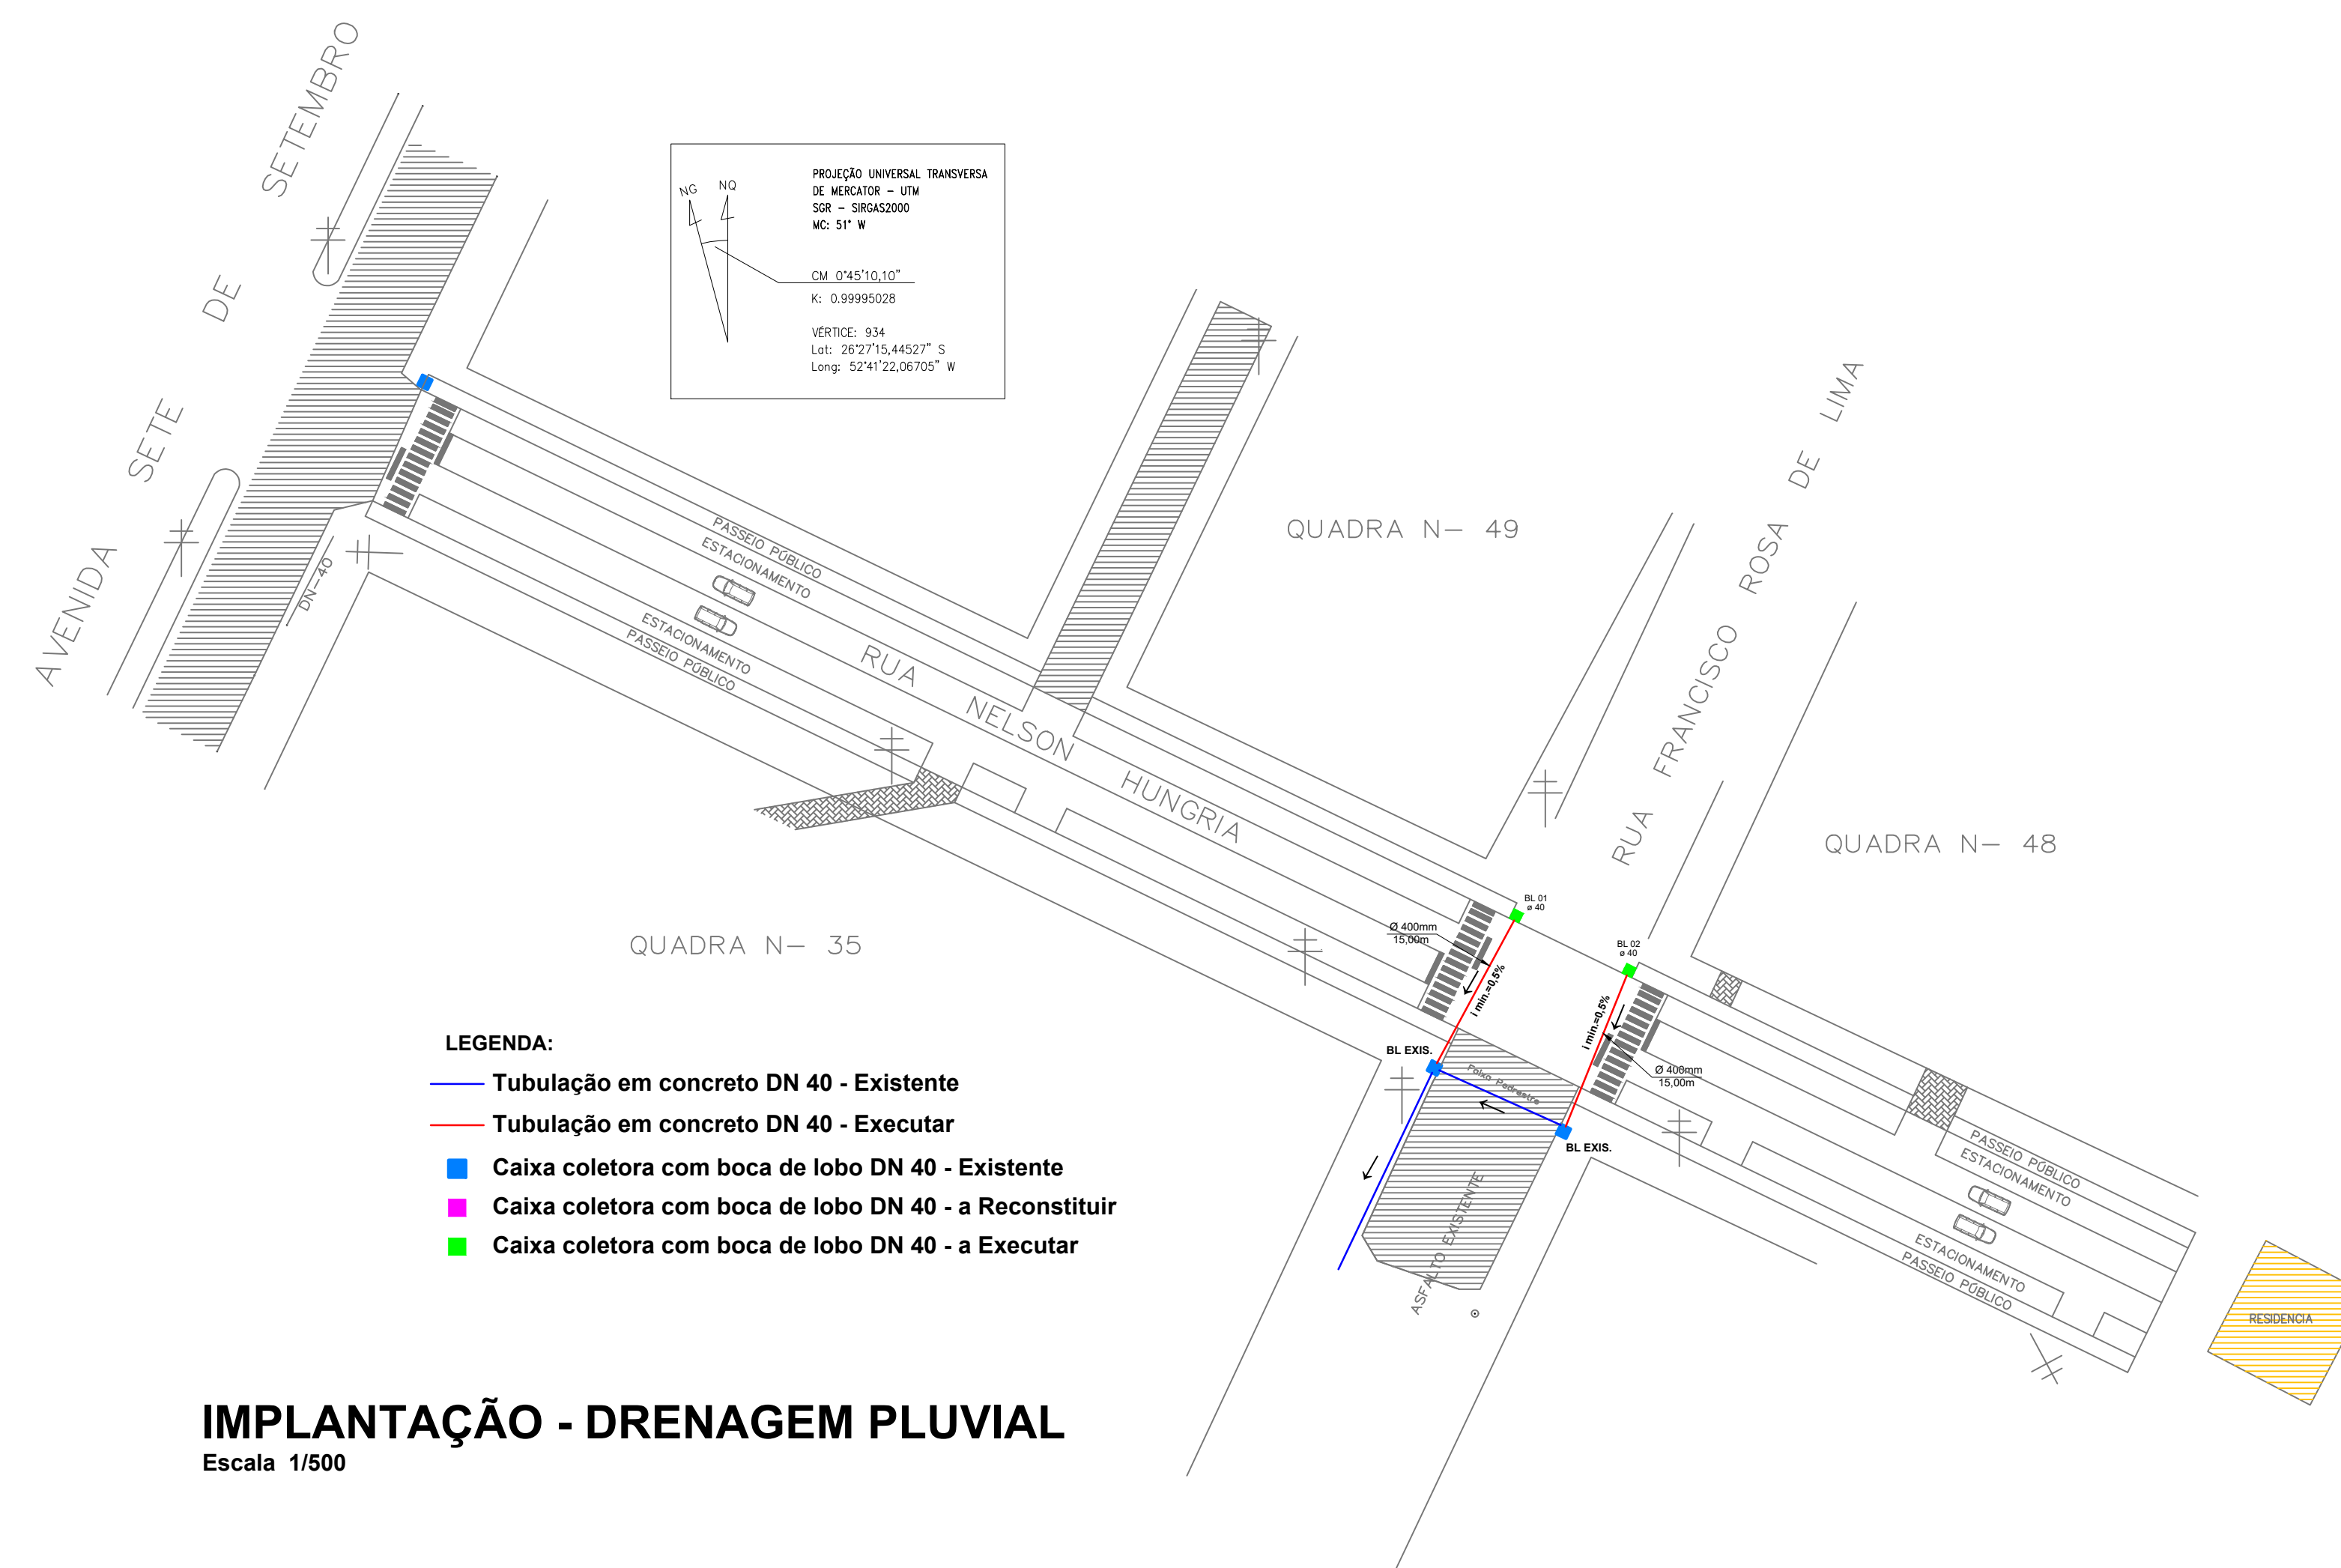 AVENIDA SETE DE SETEMBRO
NG
NQ
PROJEÇÃO UNIVERSAL TRANSVERSA
DE MERCATOR – UTM
SGR – SIRGAS2000
MC: 51° W
CM 0°45'10,10"
K: 0.99995028
VÉRTICE: 934
Lat: 26°27'15,44527" S
Long: 52°41'22,06705" W
DN-40
PASSEIO PÚBLICO
ESTACIONAMENTO
ESTACIONAMENTO
PASSEIO PÚBLICO
RUA NELSON HUNGRIA
QUADRA N– 49
RUA FRANCISCO ROSA DE LIMA
QUADRA N– 48
QUADRA N– 35
BL 01
ø 40
Ø 400mm
15,00m
i min.=0,5%
BL 02
ø 40
i min.=0,5%
Ø 400mm
15,00m
BL EXIS.
Faixa Pedrestre
BL EXIS.
ASFALTO EXISTENTE
PASSEIO PÚBLICO
ESTACIONAMENTO
ESTACIONAMENTO
PASSEIO PÚBLICO
RESIDENCIA
LEGENDA:
Tubulação em concreto DN 40 - Existente
Tubulação em concreto DN 40 - Executar
Caixa coletora com boca de lobo DN 40 - Existente
Caixa coletora com boca de lobo DN 40 - a Reconstituir
Caixa coletora com boca de lobo DN 40 - a Executar
IMPLANTAÇÃO - DRENAGEM PLUVIAL
Escala 1/500